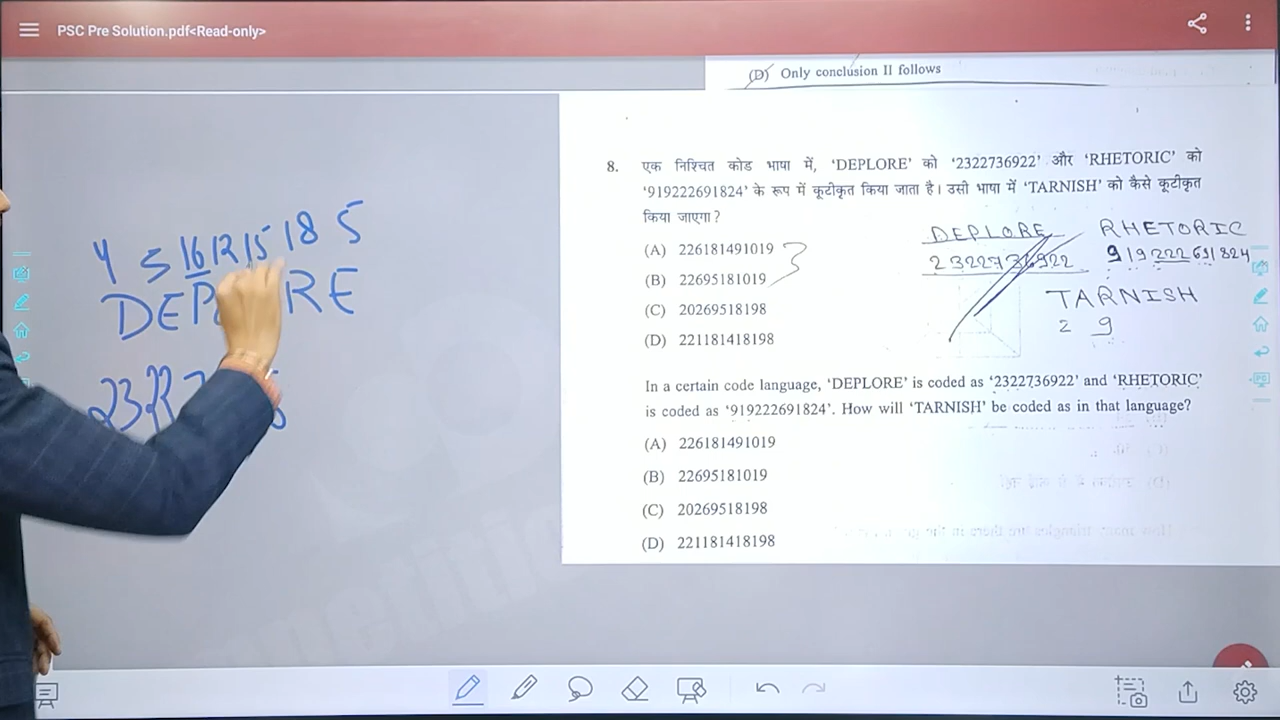 PSC Pre Solution.pdf<Read-only>
(D) Only conclusion II follows
8. एक निश्चित कोड भाषा में, 'DEPLORE' को '2322736922' और 'RHETORIC' को
'919222691824' के रूप में कूटीकृत किया जाता है। उसी भाषा में 'TARNISH' को कैसे कूटीकृत
किया जाएगा ?
(A) 226181491019
(B) 22695181019
(C) 20269518198
(D) 221181418198
DEPLORE
2322736922
RHETORIC
919222691824
TARNISH
2 9
In a certain code language, 'DEPLORE' is coded as '2322736922' and 'RHETORIC'
is coded as '919222691824'. How will 'TARNISH' be coded as in that language?
(A) 226181491019
(B) 22695181019
(C) 20269518198
(D) 221181418198
4 5 16 12 15 18 5
DEP RE
23 22 7